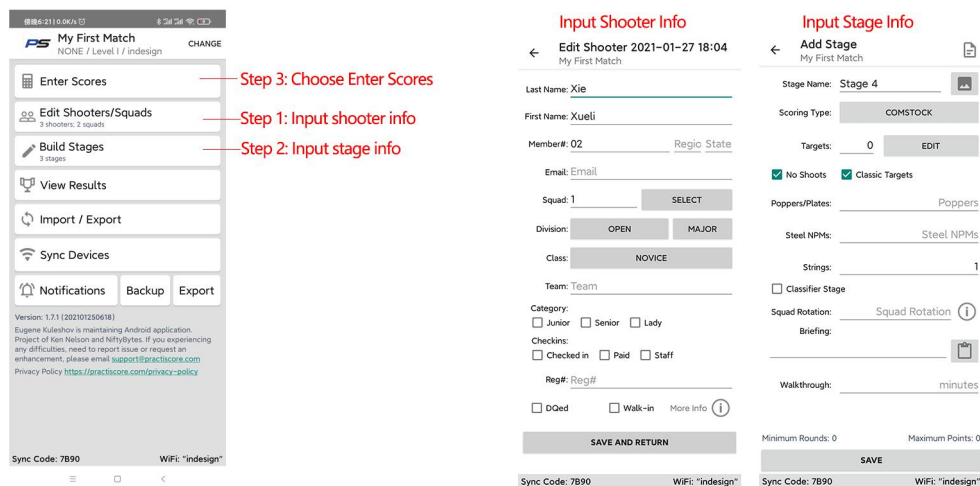 傍晚6:21 | 0.0K/s
PS My First Match
NONE / Level I / indesign
CHANGE
Enter Scores
Edit Shooters/Squads
3 shooters; 2 squads
Build Stages
3 stages
View Results
Import / Export
Sync Devices
Notifications
Backup
Export
Version: 1.7.1 (202101250618)
Eugene Kuleshov is maintaining Android application.
Project of Ken Nelson and NiftyBytes. If you experiencing
any difficulties, need to report issue or request an
enhancement, please email support@practiscore.com
Privacy Policy https://practiscore.com/privacy-policy
Sync Code: 7B90
WiFi: "indesign"
Step 3: Choose Enter Scores
Step 1: Input shooter info
Step 2: Input stage info
Input Shooter Info
Edit Shooter 2021-01-27 18:04
My First Match
Last Name: Xie
First Name: Xueli
Member#: 02 Regio State
Email: Email
Squad: 1 SELECT
Division: OPEN MAJOR
Class: NOVICE
Team: Team
Category:
Junior Senior Lady
Checkins:
Checked in Paid Staff
Reg#: Reg#
DQed Walk-in More Info
SAVE AND RETURN
Sync Code: 7B90 WiFi: "indesign"
Input Stage Info
Add Stage
My First Match
Stage Name: Stage 4
Scoring Type: COMSTOCK
Targets: 0 EDIT
No Shoots Classic Targets
Poppers/Plates: Poppers
Steel NPMs: Steel NPMs
Strings: 1
Classifier Stage
Squad Rotation: Squad Rotation
Briefing:
Walkthrough: minutes
Minimum Rounds: 0 Maximum Points: 0
SAVE
Sync Code: 7B90 WiFi: "indesign"